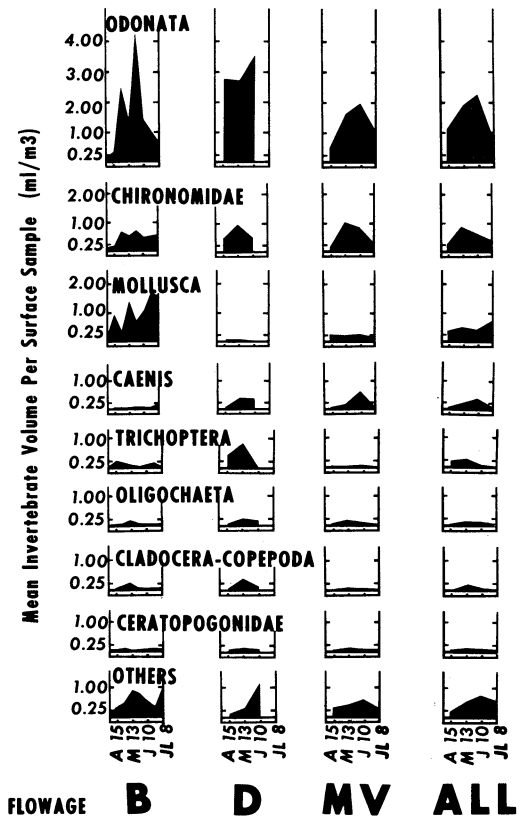 ODONATA
4.00
3.00
2.00
1.00
0.25
CHIRONOMIDAE
2.00
1.00
0.25
MOLLUSCA
2.00
1.00
0.25
CAENIS
1.00
0.25
TRICHOPTERA
1.00
0.25
OLIGOCHAETA
1.00
0.25
CLADOCERA-COPEPODA
1.00
0.25
CERATOPOGONIDAE
1.00
0.25
OTHERS
1.00
0.25
Mean Invertebrate Volume Per Surface Sample (ml/m3)
A 15
M 13
J 10
JL 8
A 15
M 13
J 10
JL 8
A 15
M 13
J 10
JL 8
A 15
M 13
J 10
JL 8
FLOWAGE B D MV ALL